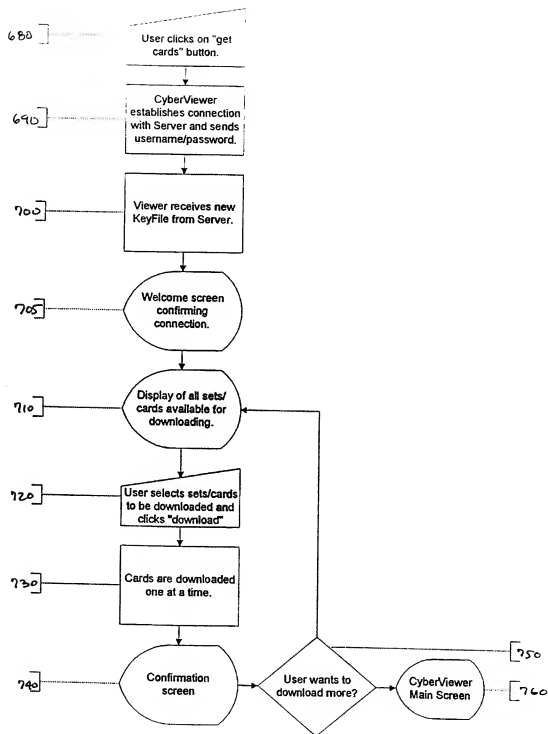 680
User clicks on "get
cards" button.
690
CyberViewer
establishes connection
with Server and sends
username/password.
700
Viewer receives new
KeyFile from Server.
705
Welcome screen
confirming
connection.
710
Display of all sets/
cards available for
downloading.
720
User selects sets/cards
to be downloaded and
clicks "download"
730
Cards are downloaded
one at a time.
740
Confirmation
screen
User wants to
download more?
750
CyberViewer
Main Screen
760